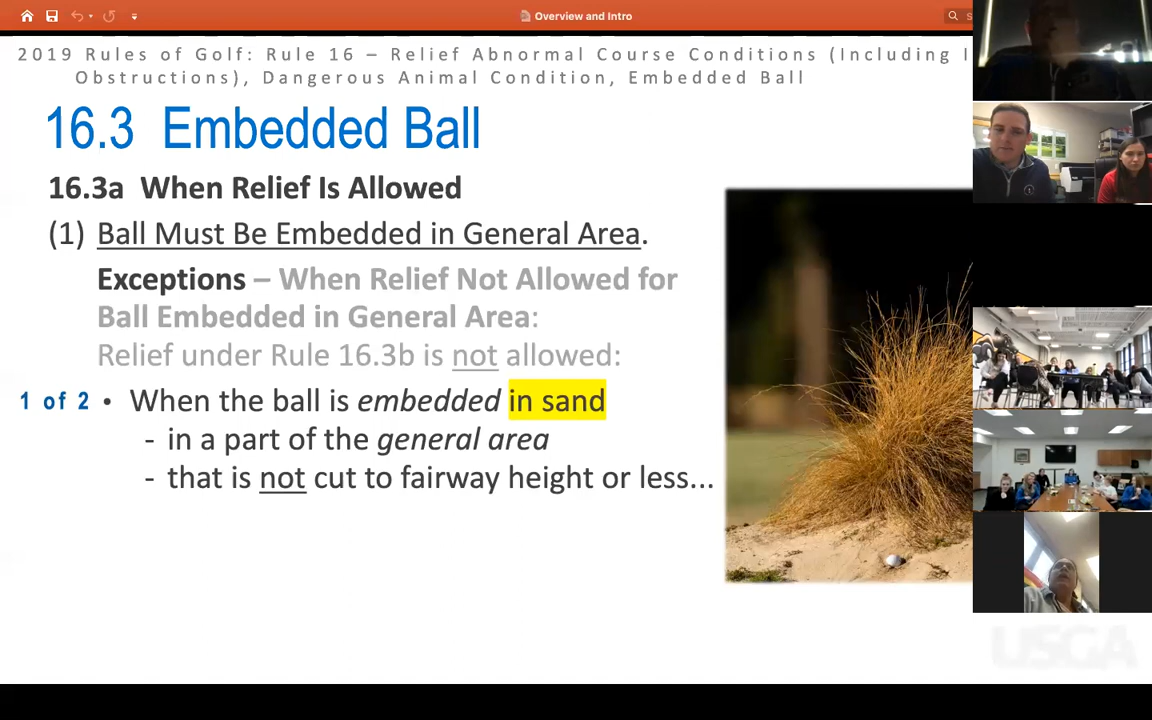 Overview and Intro
2019 Rules of Golf: Rule 16 – Relief Abnormal Course Conditions (Including
Obstructions), Dangerous Animal Condition, Embedded Ball
16.3 Embedded Ball
16.3a When Relief Is Allowed
(1) Ball Must Be Embedded in General Area.
Exceptions – When Relief Not Allowed for
Ball Embedded in General Area:
Relief under Rule 16.3b is not allowed:
1 of 2 • When the ball is embedded in sand
- in a part of the general area
- that is not cut to fairway height or less...
USGA